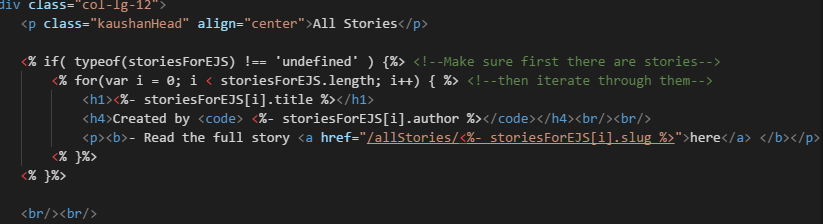 div class="col-lg-12">
<p class="kaushanHead" align="center">All Stories</p>
<% if( typeof(storiesForEJS) !== 'undefined' ) {%> <!--Make sure first there are stories-->
<% for(var i = 0; i < storiesForEJS.length; i++) { %> <!--then iterate through them-->
<h1><%- storiesForEJS[i].title %></h1>
<h4>Created by <code> <%- storiesForEJS[i].author %></code></h4><br/><br/>
<p><b>- Read the full story <a href="/allStories/<%- storiesForEJS[i].slug %>">here</a> </b></p>
<% }%>
<% }%>
<br/><br/>